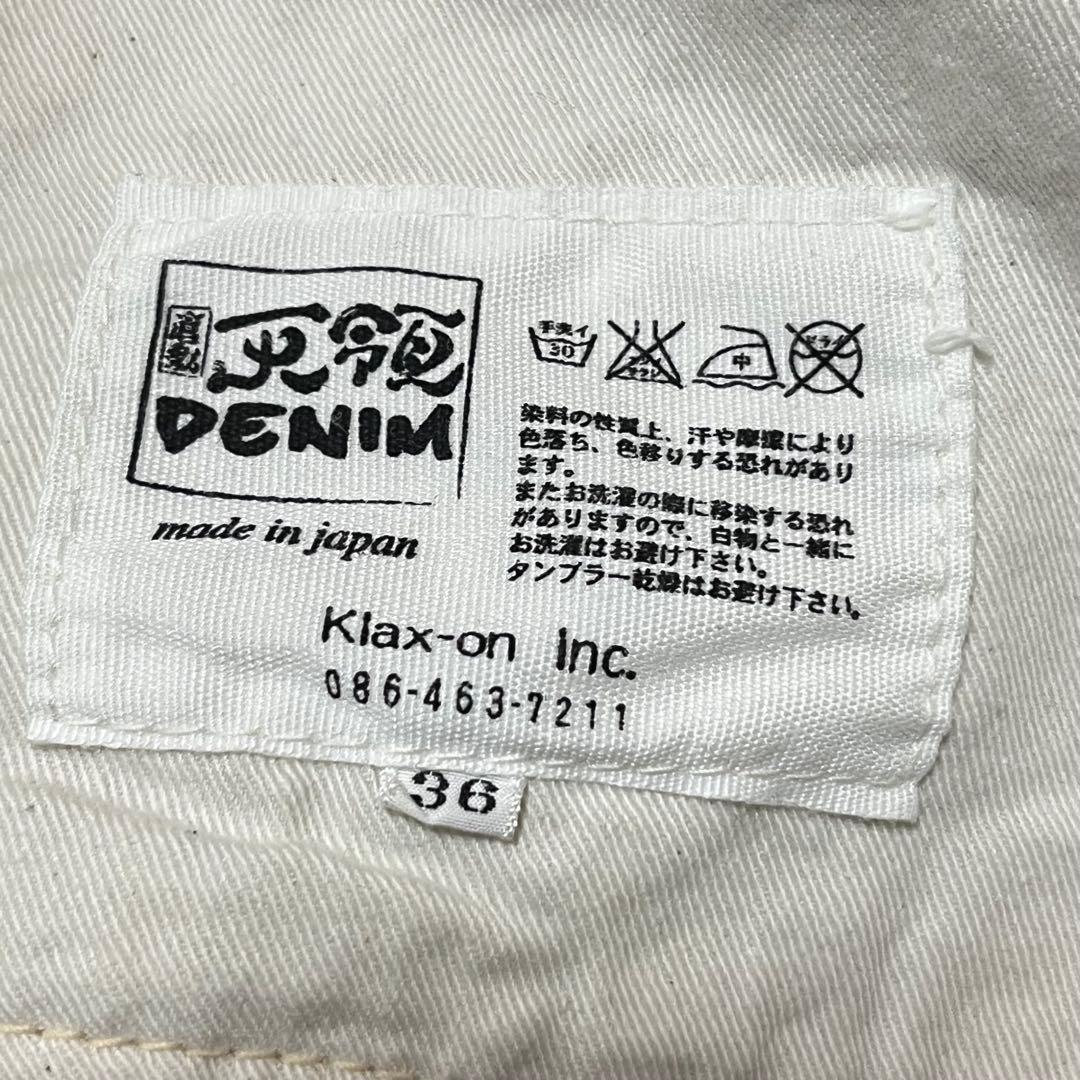 天領
DENIM
made in japan
手洗イ
30
中
ドライ
染料の性質上、汗や摩擦により
色落ち、色移りする恐れがあり
ます。
またお洗濯の際に移染する恐れ
がありますので、白物と一緒に
お洗濯はお避け下さい。
タンブラー乾燥はお避け下さい。
Klax-on Inc.
086-463-7211
36